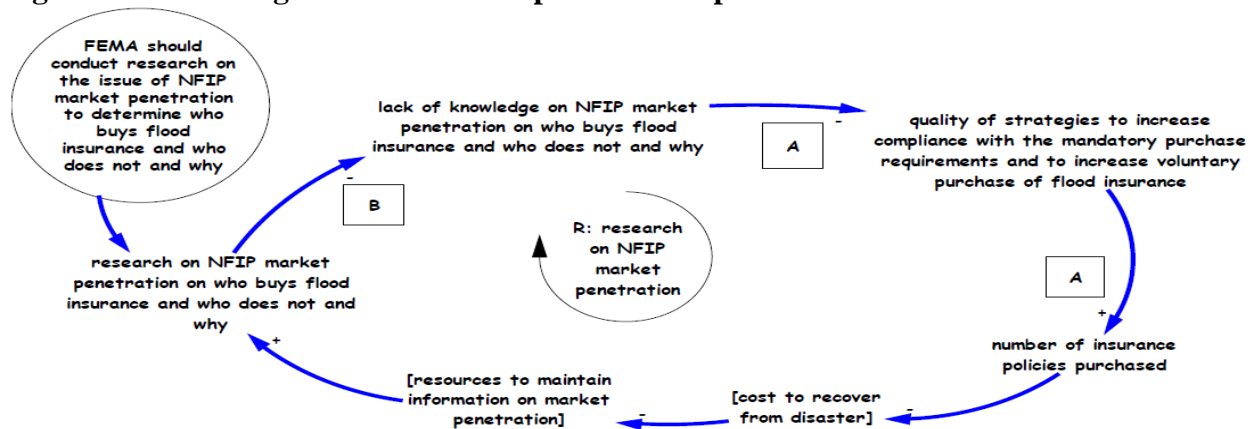 FEMA should
conduct research on
the issue of NFIP
market penetration
to determine who
buys flood
insurance and who
does not and why
lack of knowledge on NFIP market
penetration on who buys flood
insurance and who does not and why
-
A
quality of strategies to increase
compliance with the mandatory purchase
requirements and to increase voluntary
purchase of flood insurance
-
B
R: research
on NFIP
market
penetration
research on NFIP market
penetration on who buys flood
insurance and who does not and
why
A
+
number of insurance
policies purchased
+
[resources to maintain
information on market
penetration]
-
[cost to recover
from disaster]
-